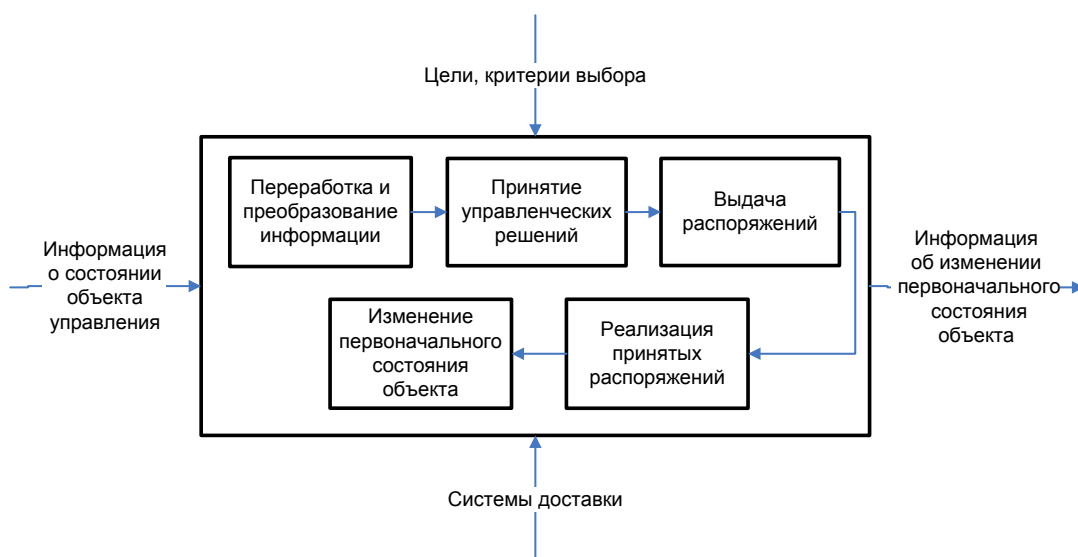 Цели, критерии выбора
Переработка и
преобразование
информации
Принятие
управленческих
решений
Выдача
распоряжений
Информация
о состоянии
объекта
управления
Информация
об изменении
первоначального
состояния
объекта
Изменение
первоначального
состояния
объекта
Реализация
принятых
распоряжений
Системы доставки